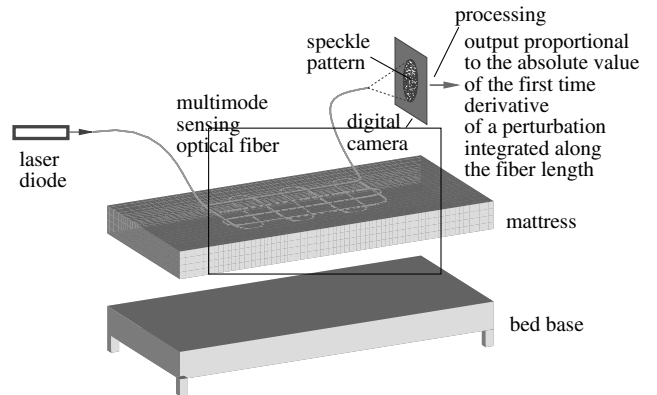 processing
speckle
pattern
output proportional
to the absolute value
of the first time
derivative
of a perturbation
integrated along
the fiber length
multimode
sensing
optical fiber
digital
camera
laser
diode
mattress
bed base